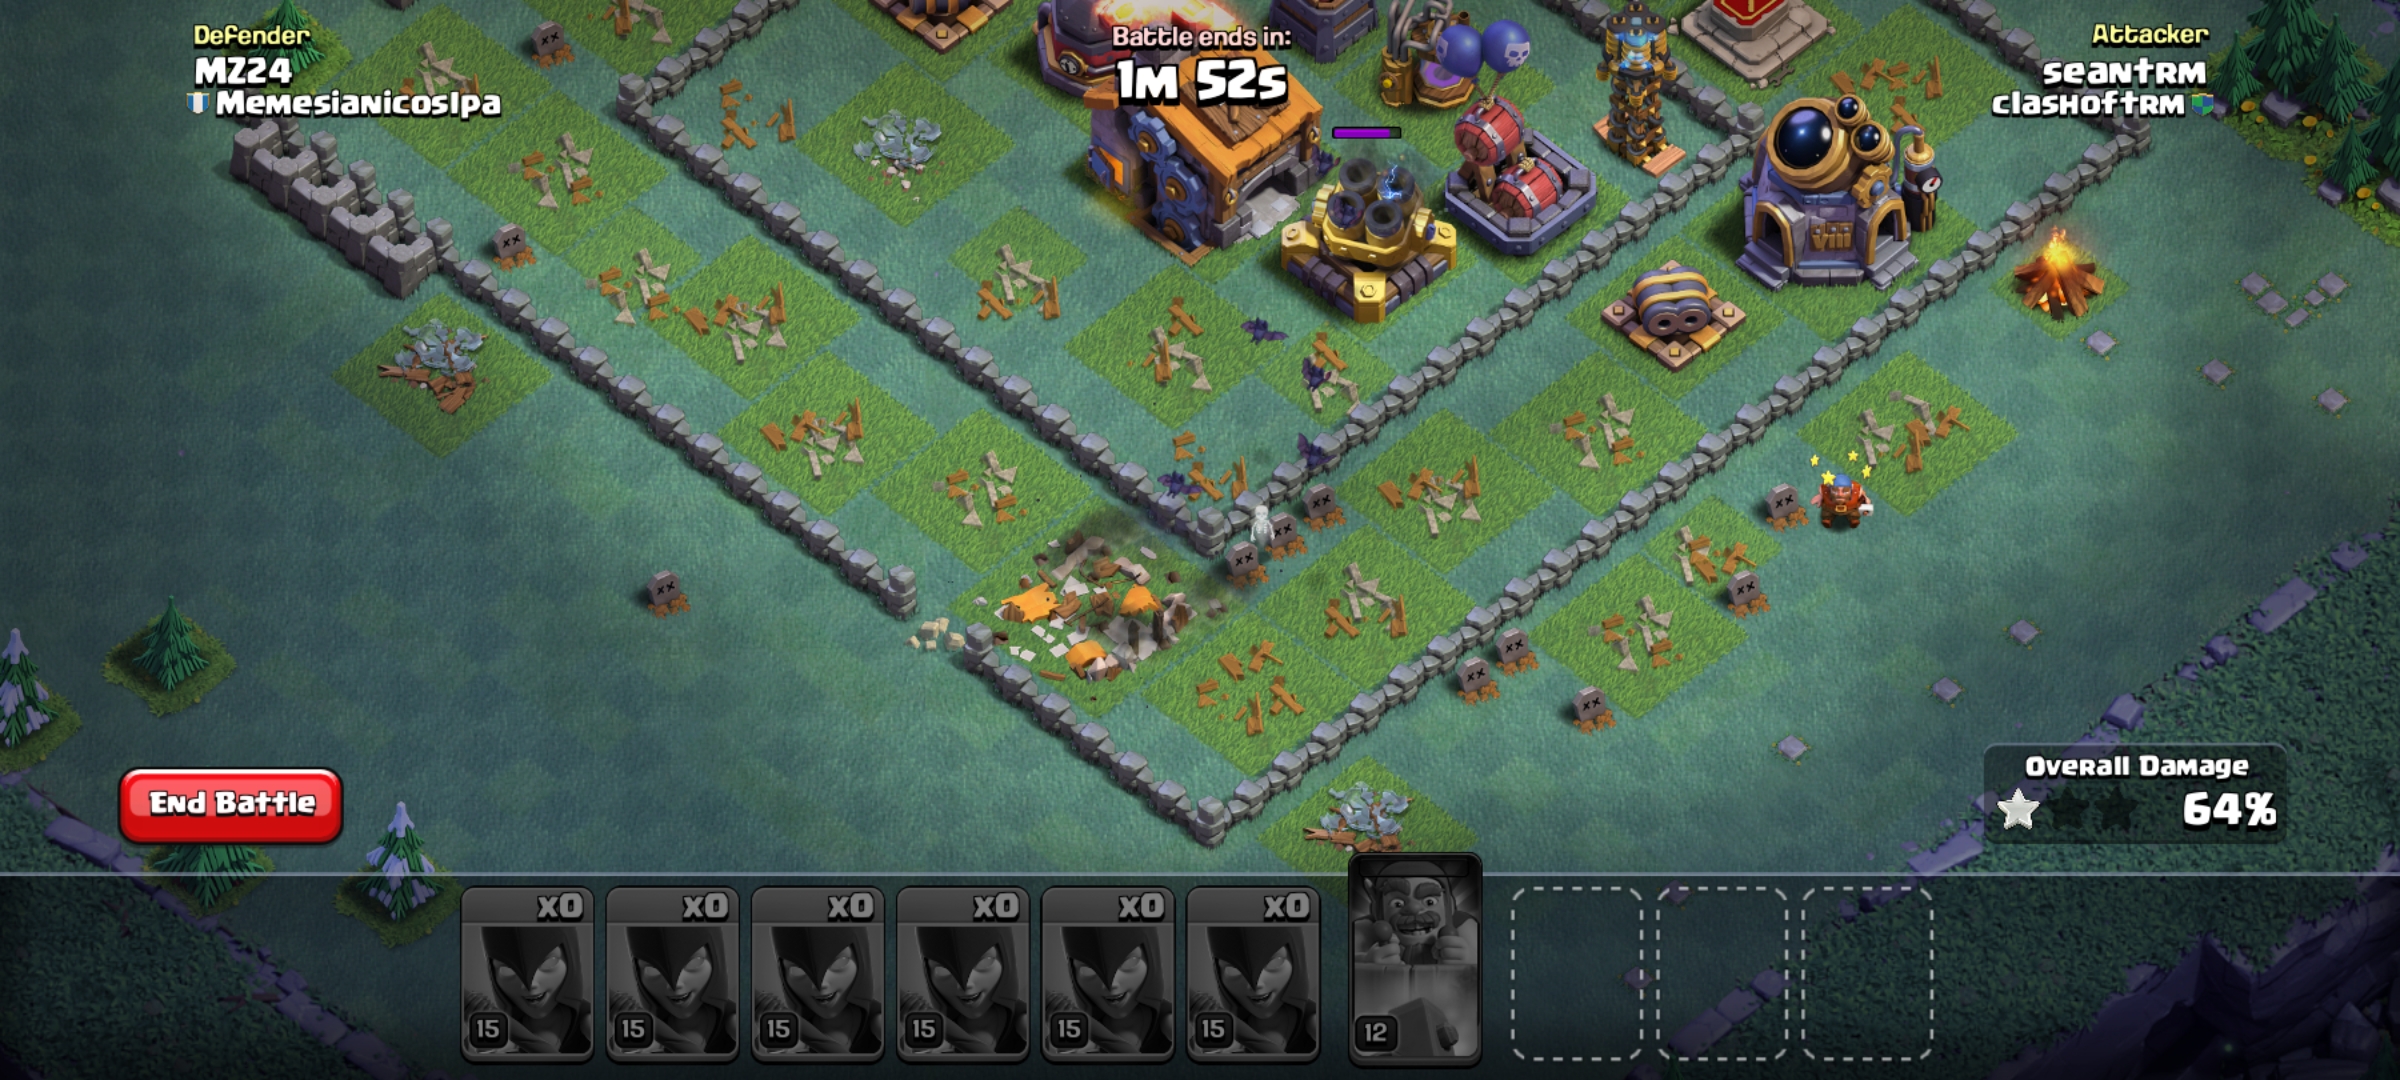 Defender
MZ24
Memesianicoslpa
Battle ends in:
1M 52s
Attacker
seantRM
clashoftRM
VIII
End Battle
Overall Damage
64%
x0
x0
x0
x0
x0
x0
15
15
15
15
15
15
12